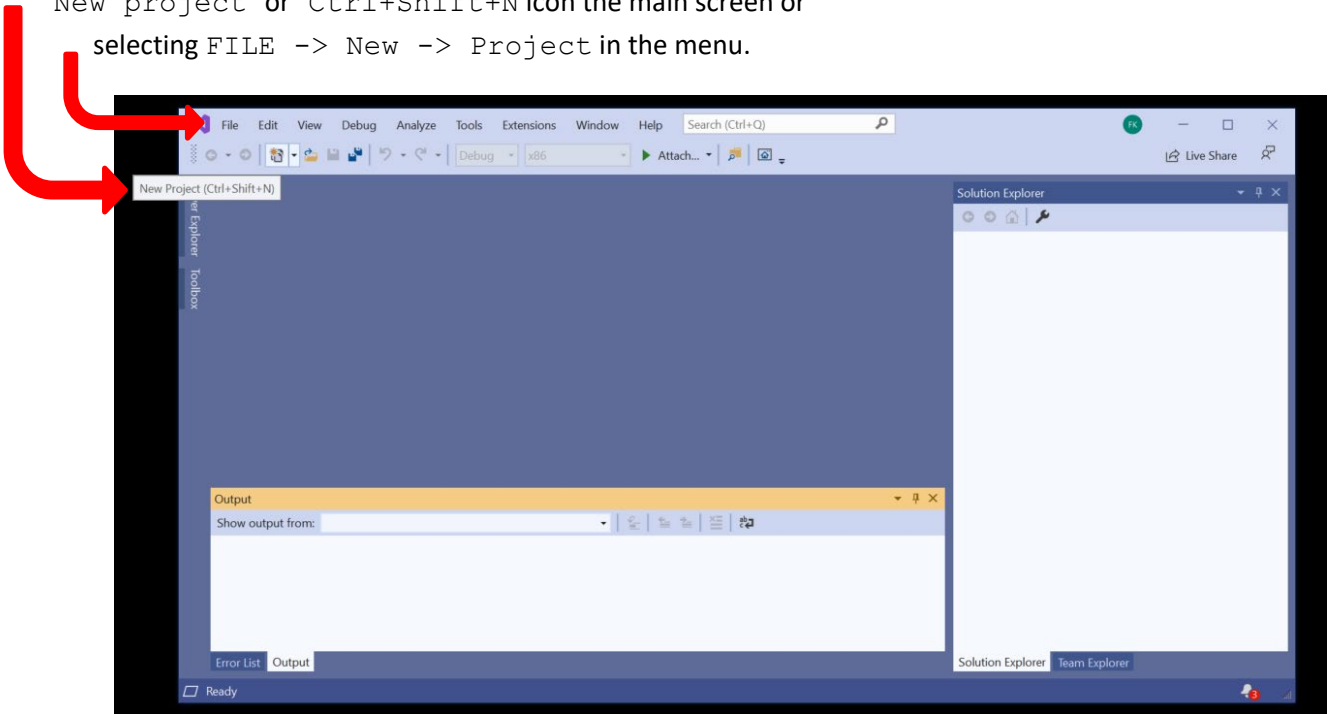 New project or Ctrl+Shift+N icon the main screen or
selecting FILE -> New -> Project in the menu.
File Edit View Debug Analyze Tools Extensions Window Help Search (Ctrl+Q) FK
Debug x86 Attach... Live Share
New Project (Ctrl+Shift+N)
Solution Explorer
Explorer
Toolbox
Output
Show output from:
Error List Output
Solution Explorer Team Explorer
Ready 3